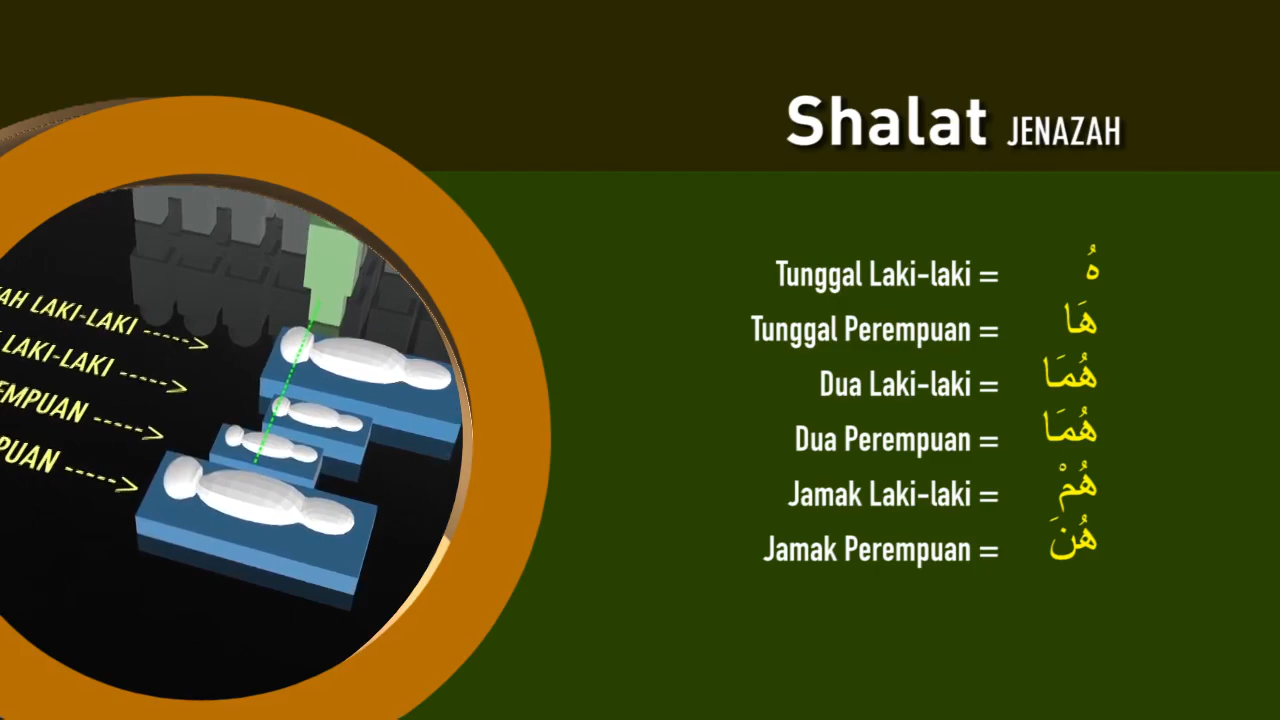 Shalat JENAZAH
Tunggal Laki-laki = هُ
Tunggal Perempuan = هَا
Dua Laki-laki = هُمَا
Dua Perempuan = هُمَا
Jamak Laki-laki = هُمْ
Jamak Perempuan = هُنَ
LAKI-LAKI ---->
LAKI-LAKI ---->
---->
---->